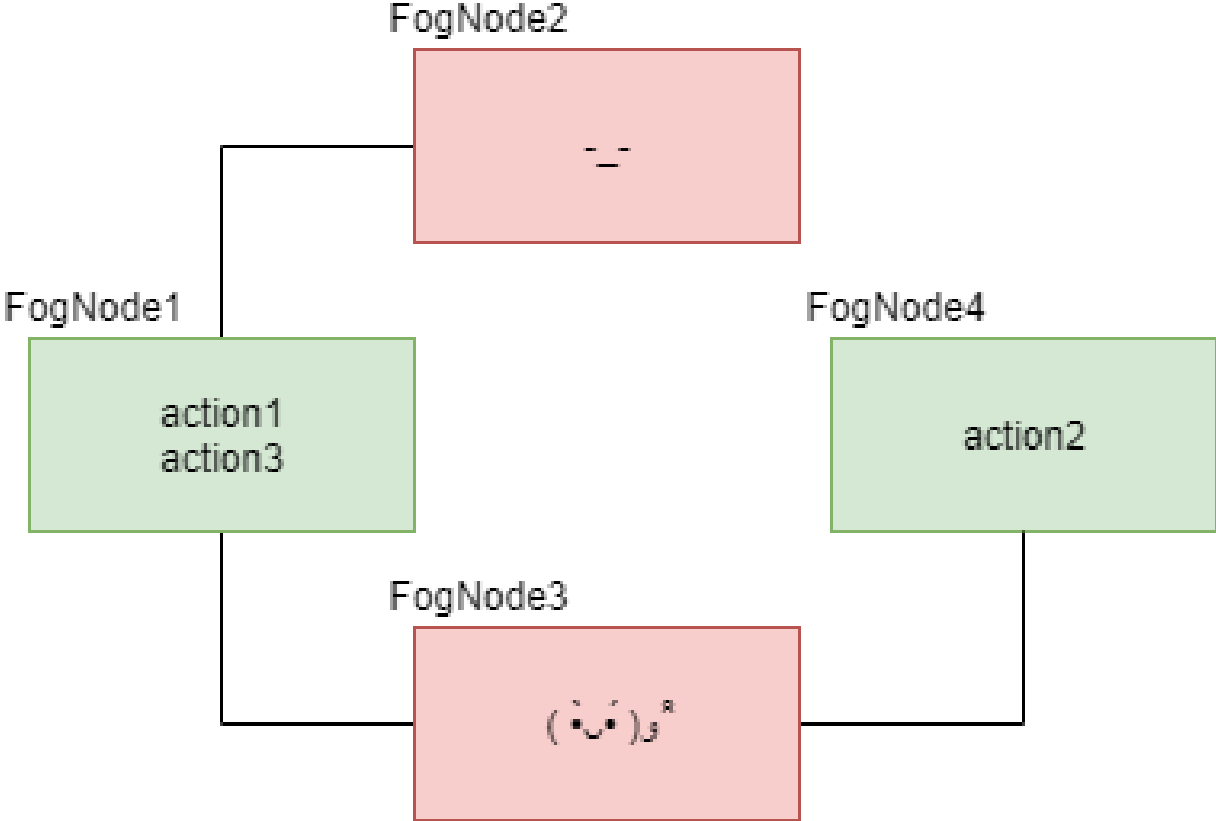 FogNode2
-_-
FogNode1
action1
action3
FogNode4
action2
FogNode3
( •̀ᴗ•́ )و ̑̑